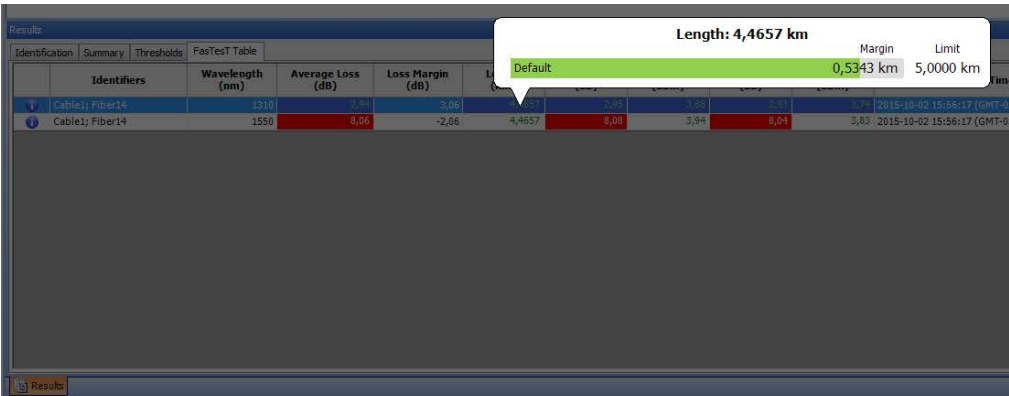 Results
Length: 4,4657 km
Margin Limit
Default 0,5343 km 5,0000 km
Identification Summary Thresholds FasTesT Table
Identifiers Wavelength (nm) Average Loss (dB) Loss Margin (dB)
Cable1; Fiber14 1310 2,94 3,06 4,4657 2,95 3,88 2,93 3,74 2015-10-02 15:56:17 (GMT-0
Cable1; Fiber14 1550 8,06 -2,06 4,4657 8,08 3,94 8,04 3,83 2015-10-02 15:56:17 (GMT-0
Results